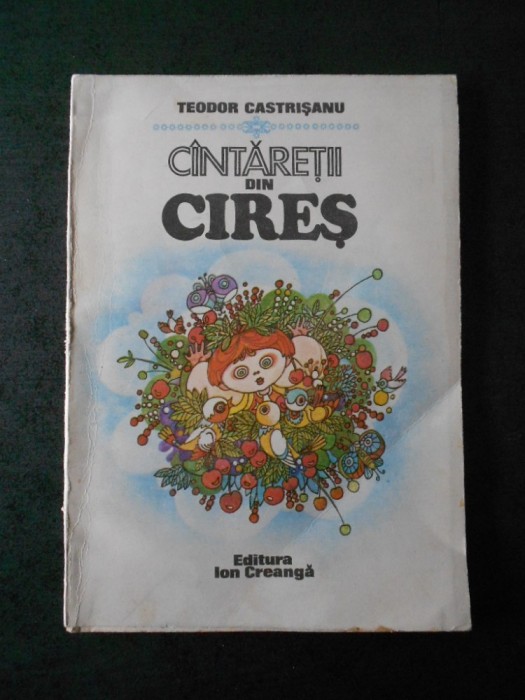 TEODOR CASTRIȘANU
CÎNTĂREȚII
DIN
CIREȘ
Editura
Ion Creangă